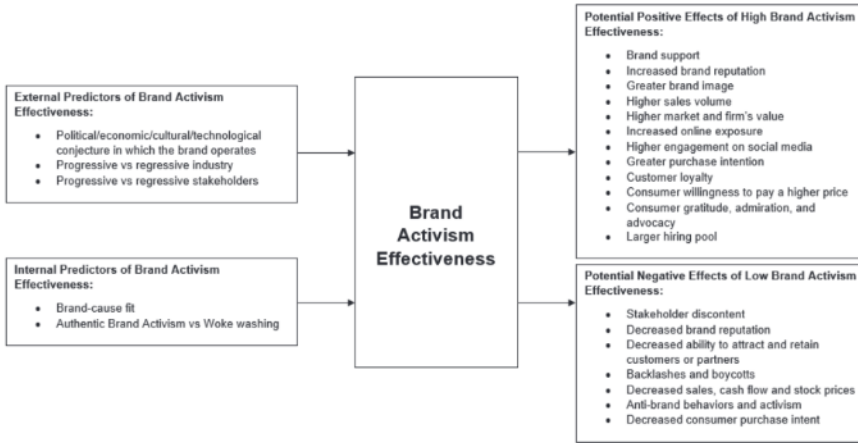 External Predictors of Brand Activism
Effectiveness:
• Political/economic/cultural/technological
conjecture in which the brand operates
• Progressive vs regressive industry
• Progressive vs regressive stakeholders
Internal Predictors of Brand Activism
Effectiveness:
• Brand-cause fit
• Authentic Brand Activism vs Woke washing
Brand
Activism
Effectiveness
Potential Positive Effects of High Brand Activism
Effectiveness:
• Brand support
• Increased brand reputation
• Greater brand image
• Higher sales volume
• Higher market and firm's value
• Increased online exposure
• Higher engagement on social media
• Greater purchase intention
• Customer loyalty
• Consumer willingness to pay a higher price
• Consumer gratitude, admiration, and
advocacy
• Larger hiring pool
Potential Negative Effects of Low Brand Activism
Effectiveness:
• Stakeholder discontent
• Decreased brand reputation
• Decreased ability to attract and retain
customers or partners
• Backlashes and boycotts
• Decreased sales, cash flow and stock prices
• Anti-brand behaviors and activism
• Decreased consumer purchase intent